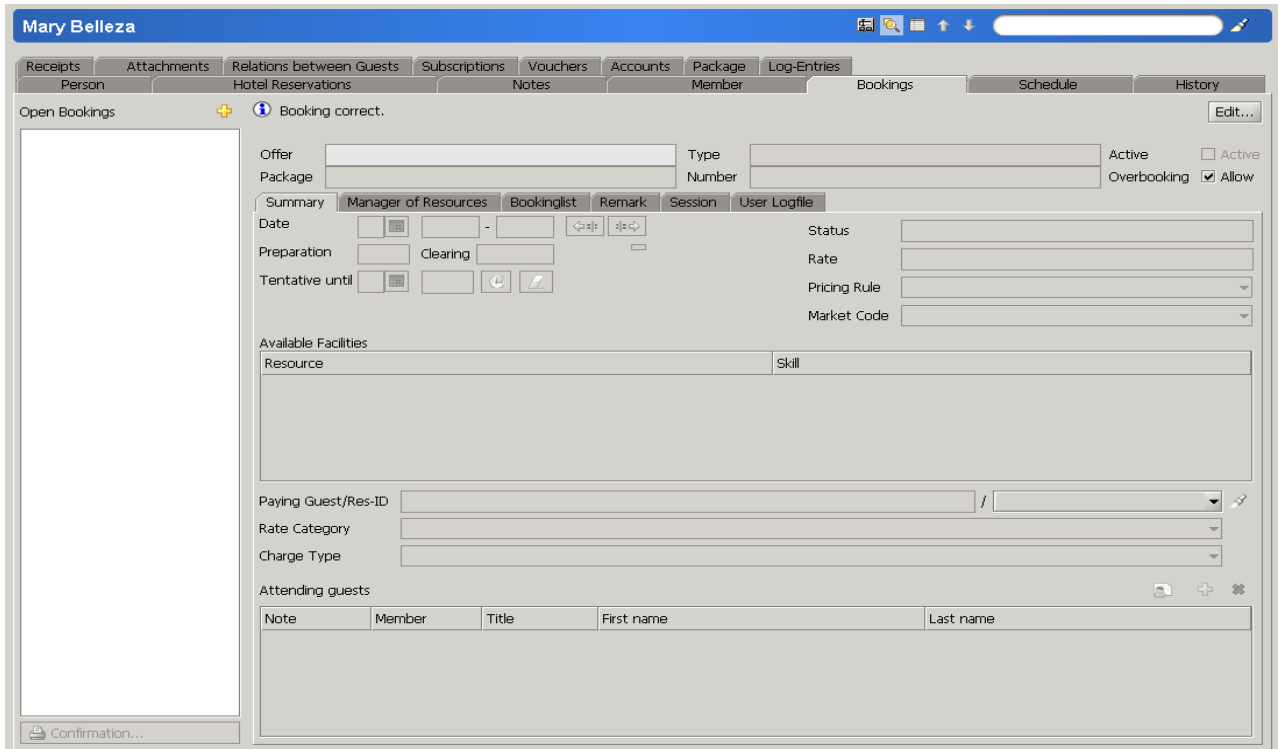 Mary Belleza
Receipts Attachments Relations between Guests Subscriptions Vouchers Accounts Package Log-Entries
Person Hotel Reservations Notes Member Bookings Schedule History
Open Bookings Booking correct. Edit...
Offer Type Active Active
Package Number Overbooking Allow
Summary Manager of Resources Bookinglist Remark Session User Logfile
Date - Status
Preparation Clearing Rate
Tentative until Pricing Rule
Market Code
Available Facilities
Resource Skill
Paying Guest/Res-ID /
Rate Category
Charge Type
Attending guests
Note Member Title First name Last name
Confirmation...